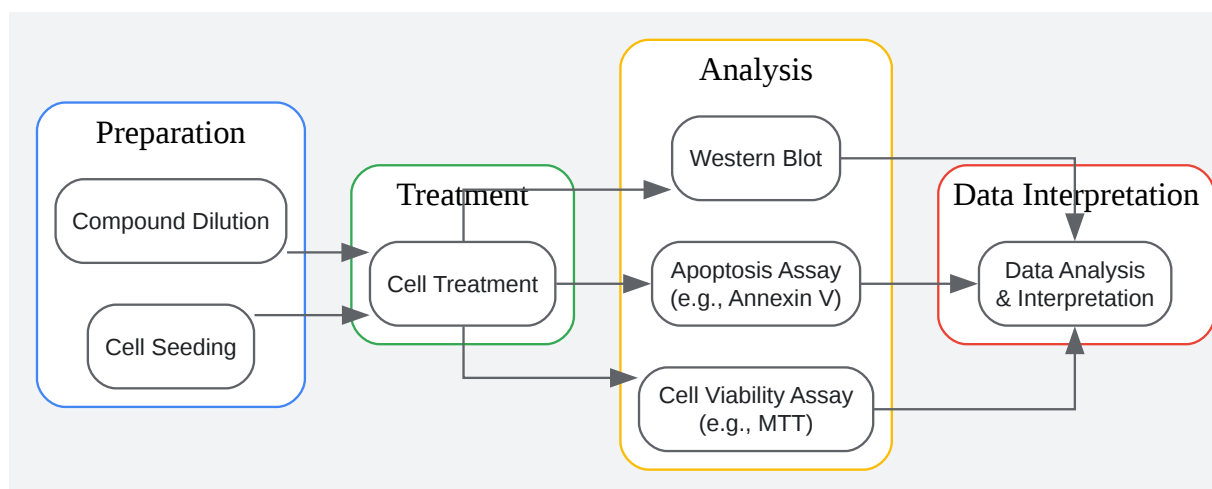 Preparation
Compound Dilution
Cell Seeding
Treatment
Cell Treatment
Analysis
Western Blot
Apoptosis Assay
(e.g., Annexin V)
Cell Viability Assay
(e.g., MTT)
Data Interpretation
Data Analysis
& Interpretation